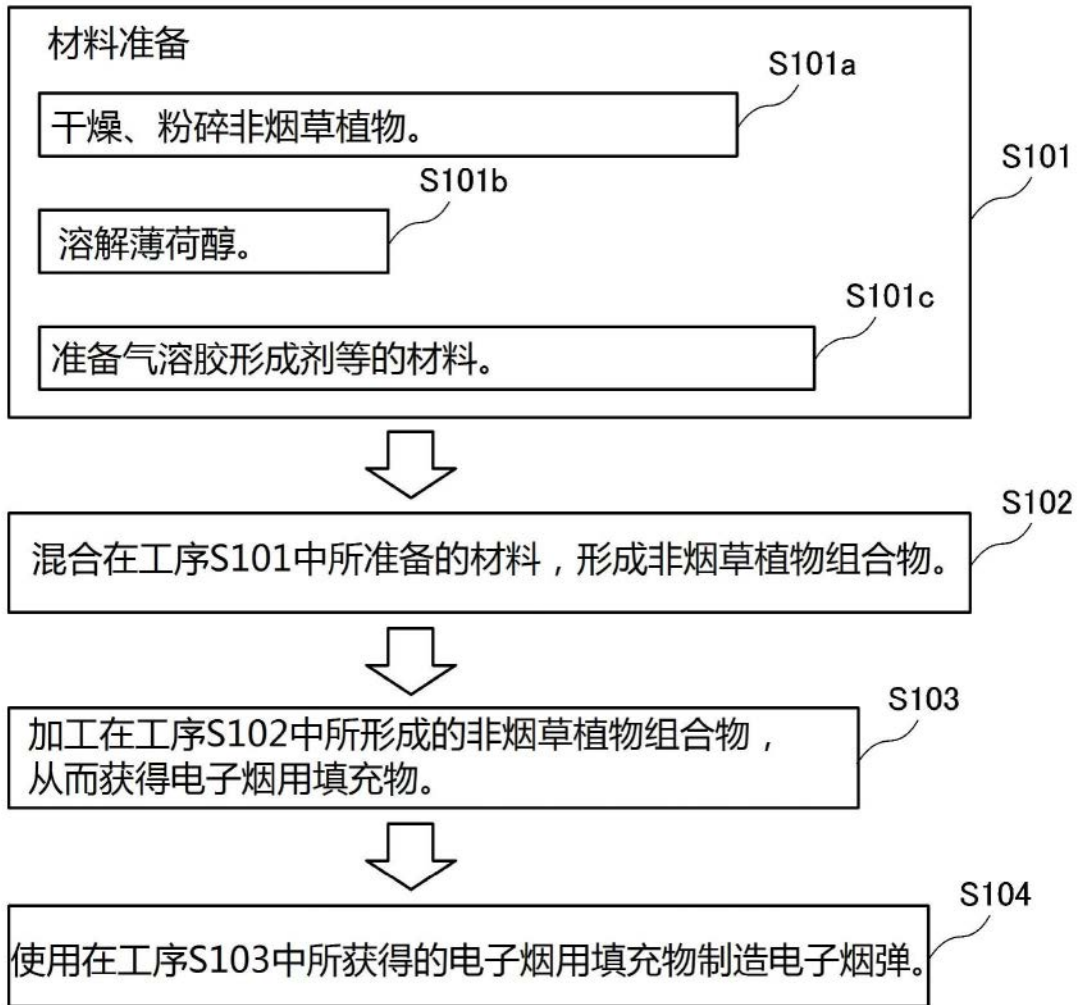 材料准备
S101a
干燥、粉碎非烟草植物。
S101
S101b
溶解薄荷醇。
S101c
准备气溶胶形成剂等的材料。
S102
混合在工序S101中所准备的材料，形成非烟草植物组合物。
S103
加工在工序S102中所形成的非烟草植物组合物，
从而获得电子烟用填充物。
S104
使用在工序S103中所获得的电子烟用填充物制造电子烟弹。